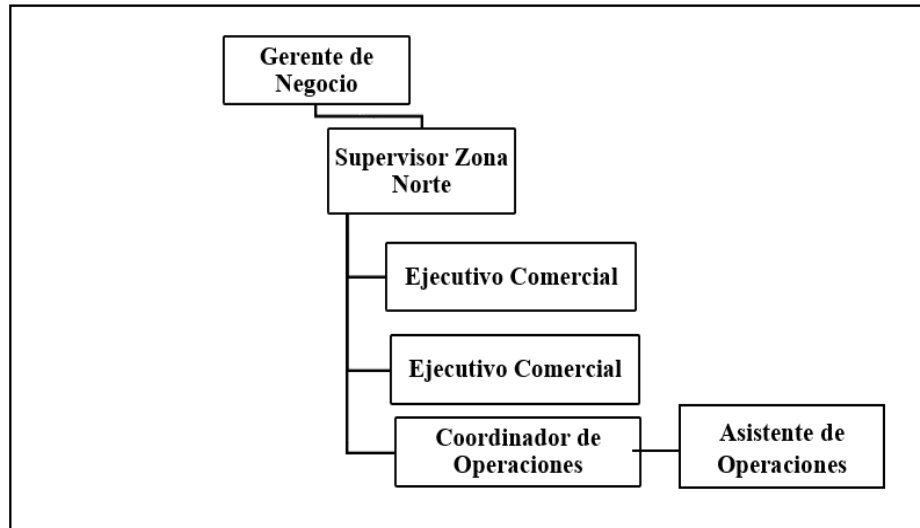 Gerente de
Negocio
Supervisor Zona
Norte
Ejecutivo Comercial
Ejecutivo Comercial
Coordinador de
Operaciones
Asistente de
Operaciones